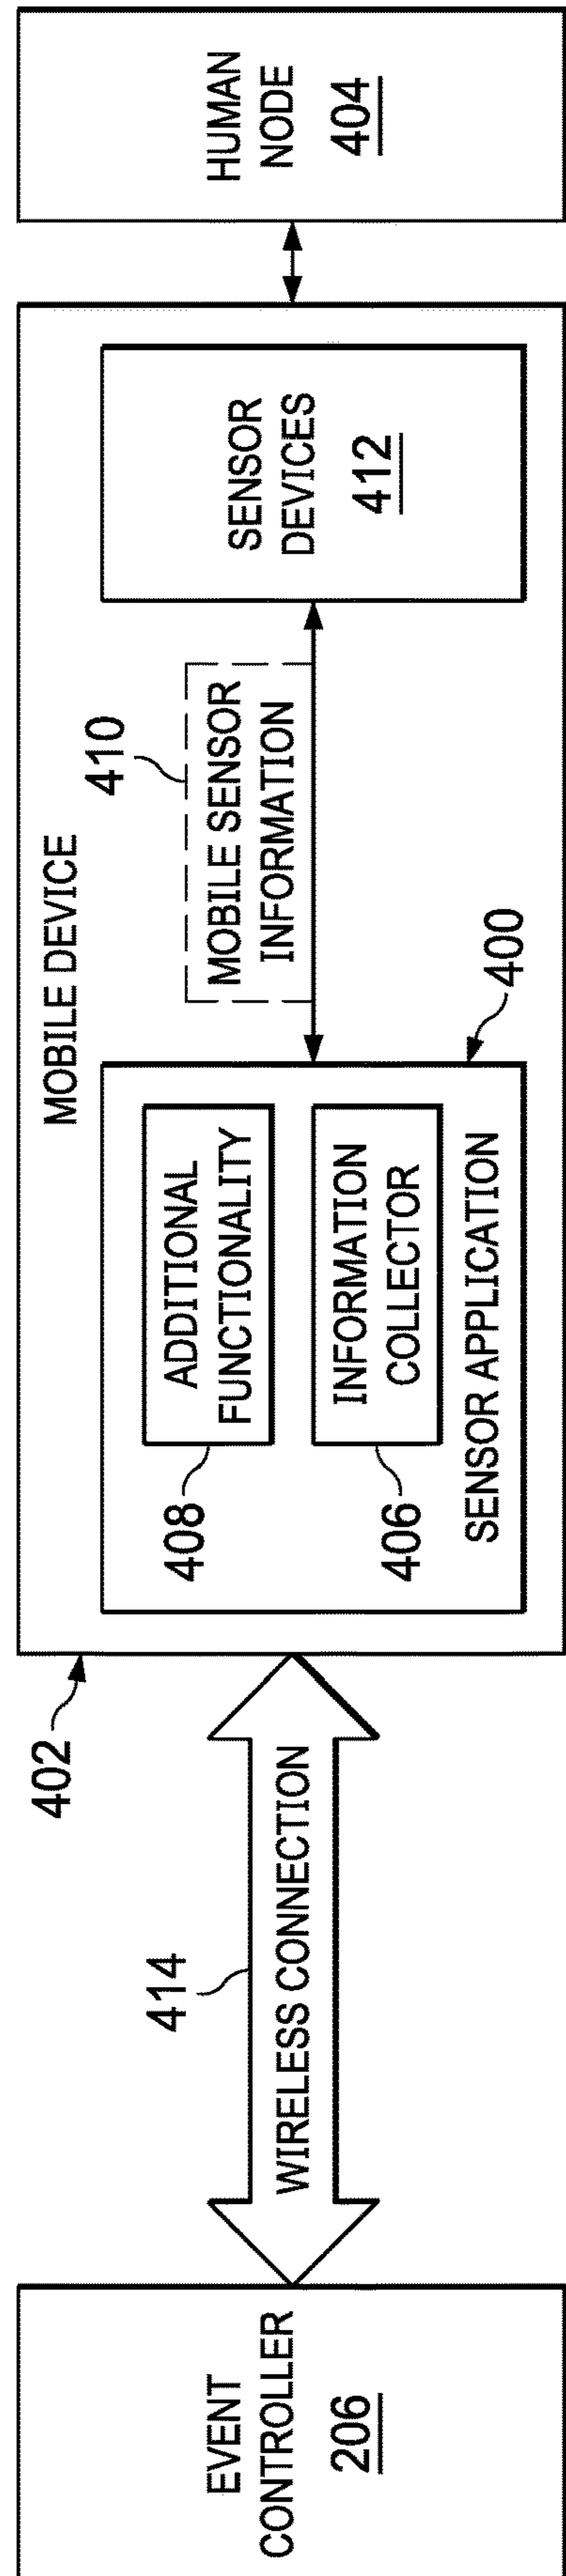 EVENT
CONTROLLER
206
414
WIRELESS CONNECTION
402
MOBILE DEVICE
408
ADDITIONAL
FUNCTIONALITY
406
INFORMATION
COLLECTOR
SENSOR APPLICATION
400
410
MOBILE SENSOR
INFORMATION
SENSOR
DEVICES
412
HUMAN
NODE
404